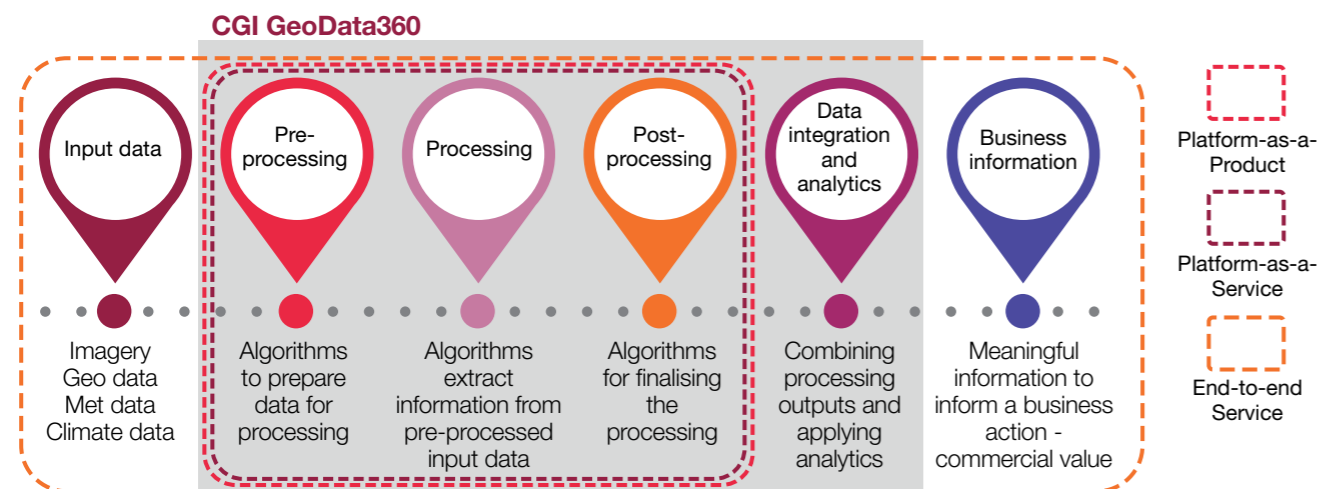 CGI GeoData360
Input data
Pre-
processing
Processing
Post-
processing
Data
integration
and
analytics
Business
information
Imagery
Geo data
Met data
Climate data
Algorithms
to prepare
data for
processing
Algorithms
extract
information from
pre-processed
input data
Algorithms
for finalising
the
processing
Combining
processing
outputs and
applying
analytics
Meaningful
information to
inform a business
action -
commercial value
Platform-as-a-
Product
Platform-as-a-
Service
End-to-end
Service